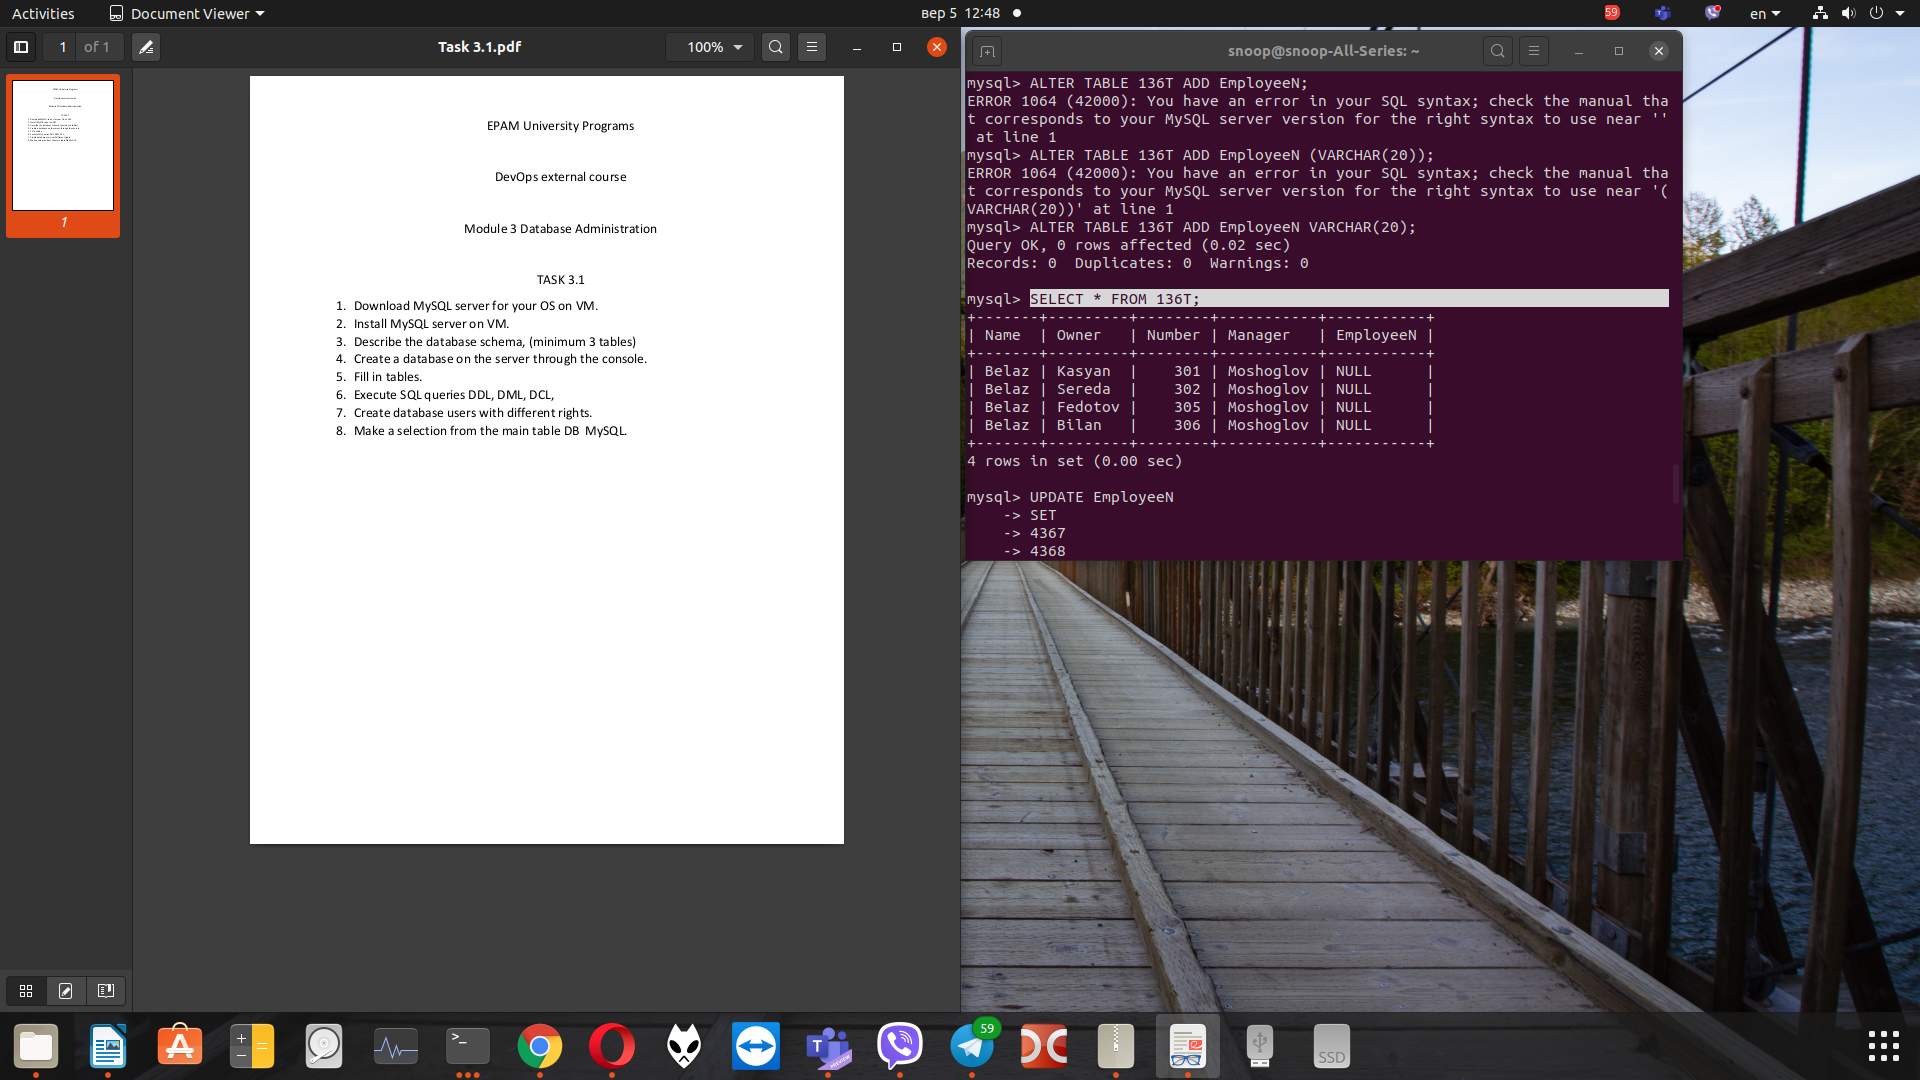 Activities
Document Viewer
вер 5 12:48
59
en
1 of 1
Task 3.1.pdf
100%
1
EPAM University Programs
DevOps external course
Module 3 Database Administration
TASK 3.1
1. Download MySQL server for your OS on VM.
2. Install MySQL server on VM.
3. Describe the database schema, (minimum 3 tables)
4. Create a database on the server through the console.
5. Fill in tables.
6. Execute SQL queries DDL, DML, DCL,
7. Create database users with different rights.
8. Make a selection from the main table DB MySQL.
snoop@snoop-All-Series: ~
mysql> ALTER TABLE 136T ADD EmployeeN;
ERROR 1064 (42000): You have an error in your SQL syntax; check the manual tha
t corresponds to your MySQL server version for the right syntax to use near ''
at line 1
mysql> ALTER TABLE 136T ADD EmployeeN (VARCHAR(20));
ERROR 1064 (42000): You have an error in your SQL syntax; check the manual tha
t corresponds to your MySQL server version for the right syntax to use near '(
VARCHAR(20))' at line 1
mysql> ALTER TABLE 136T ADD EmployeeN VARCHAR(20);
Query OK, 0 rows affected (0.02 sec)
Records: 0  Duplicates: 0  Warnings: 0
mysql> SELECT * FROM 136T;
+-------+---------+--------+-----------+-----------+
| Name  | Owner   | Number | Manager   | EmployeeN |
+-------+---------+--------+-----------+-----------+
| Belaz | Kasyan  |    301 | Moshoglov | NULL      |
| Belaz | Sereda  |    302 | Moshoglov | NULL      |
| Belaz | Fedotov |    305 | Moshoglov | NULL      |
| Belaz | Bilan   |    306 | Moshoglov | NULL      |
+-------+---------+--------+-----------+-----------+
4 rows in set (0.00 sec)
mysql> UPDATE EmployeeN
-> SET
-> 4367
-> 4368
59
PREVIEW
SSD